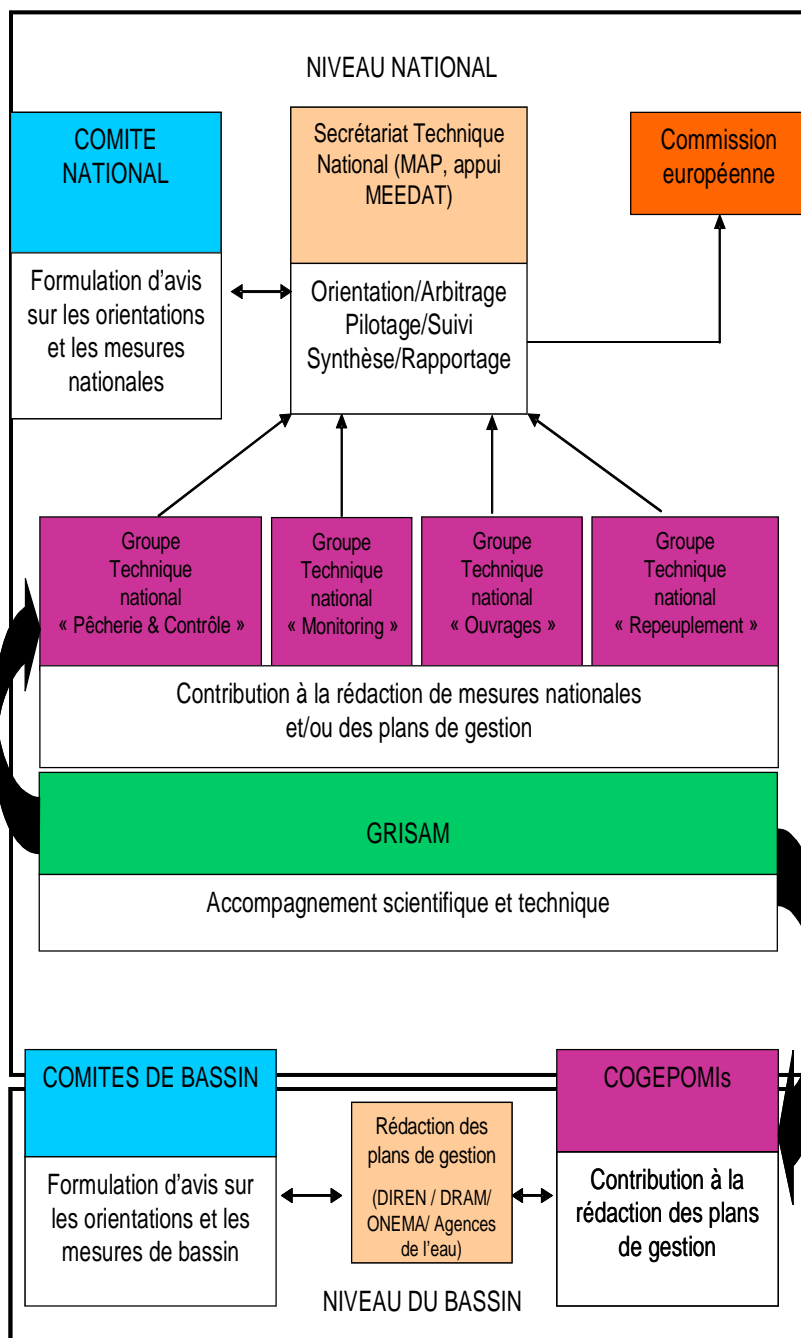 NIVEAU NATIONAL
COMITE
NATIONAL
Formulation d'avis
sur les orientations
et les mesures
nationales
Secrétariat Technique
National (MAP, appui
MEEDAT)
Orientation/Arbitrage
Pilotage/Suivi
Synthèse/Rapportage
Commission
européenne
Groupe
Technique
national
« Pêcherie & Contrôle »
Groupe
Technique
national
« Monitoring »
Groupe
Technique
national
« Ouvrages »
Groupe
Technique
national
« Repeuplement »
Contribution à la rédaction de mesures nationales
et/ou des plans de gestion
GRISAM
Accompagnement scientifique et technique
COMITES DE BASSIN
Formulation d'avis sur
les orientations et les
mesures de bassin
Rédaction des
plans de gestion
(DIREN / DRAM/
ONEMA/ Agences
de l'eau)
COGEPOMIs
Contribution à la
rédaction des plans
de gestion
NIVEAU DU BASSIN